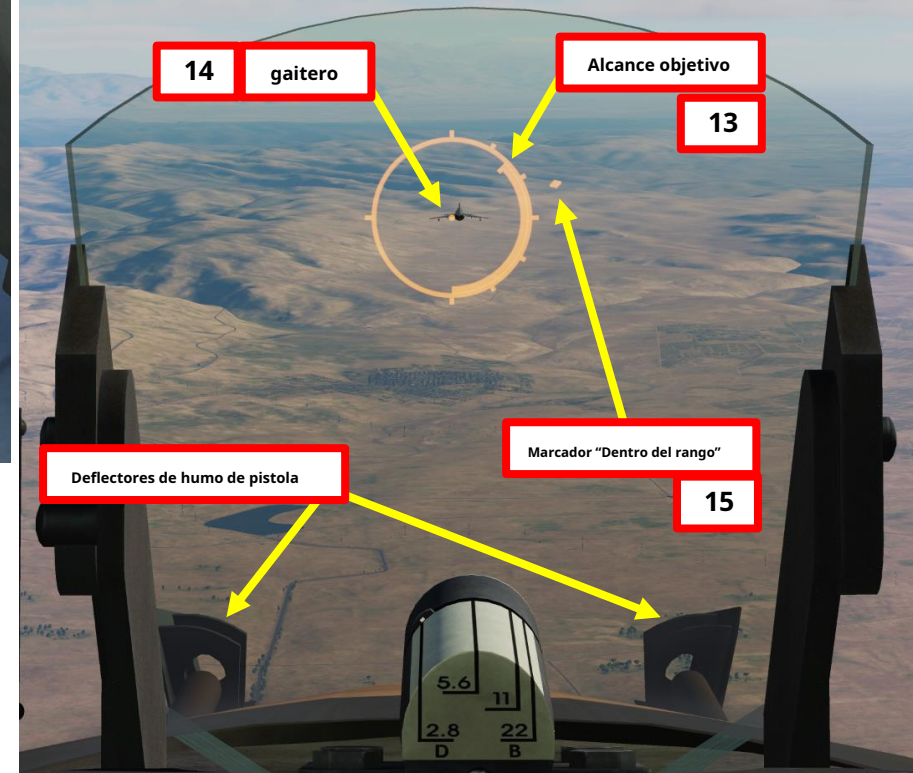 14
gaitero
Alcance objetivo
13
Marcador “Dentro del rango”
15
Deflectores de humo de pistola
5.6
11
2.8
22
D
B